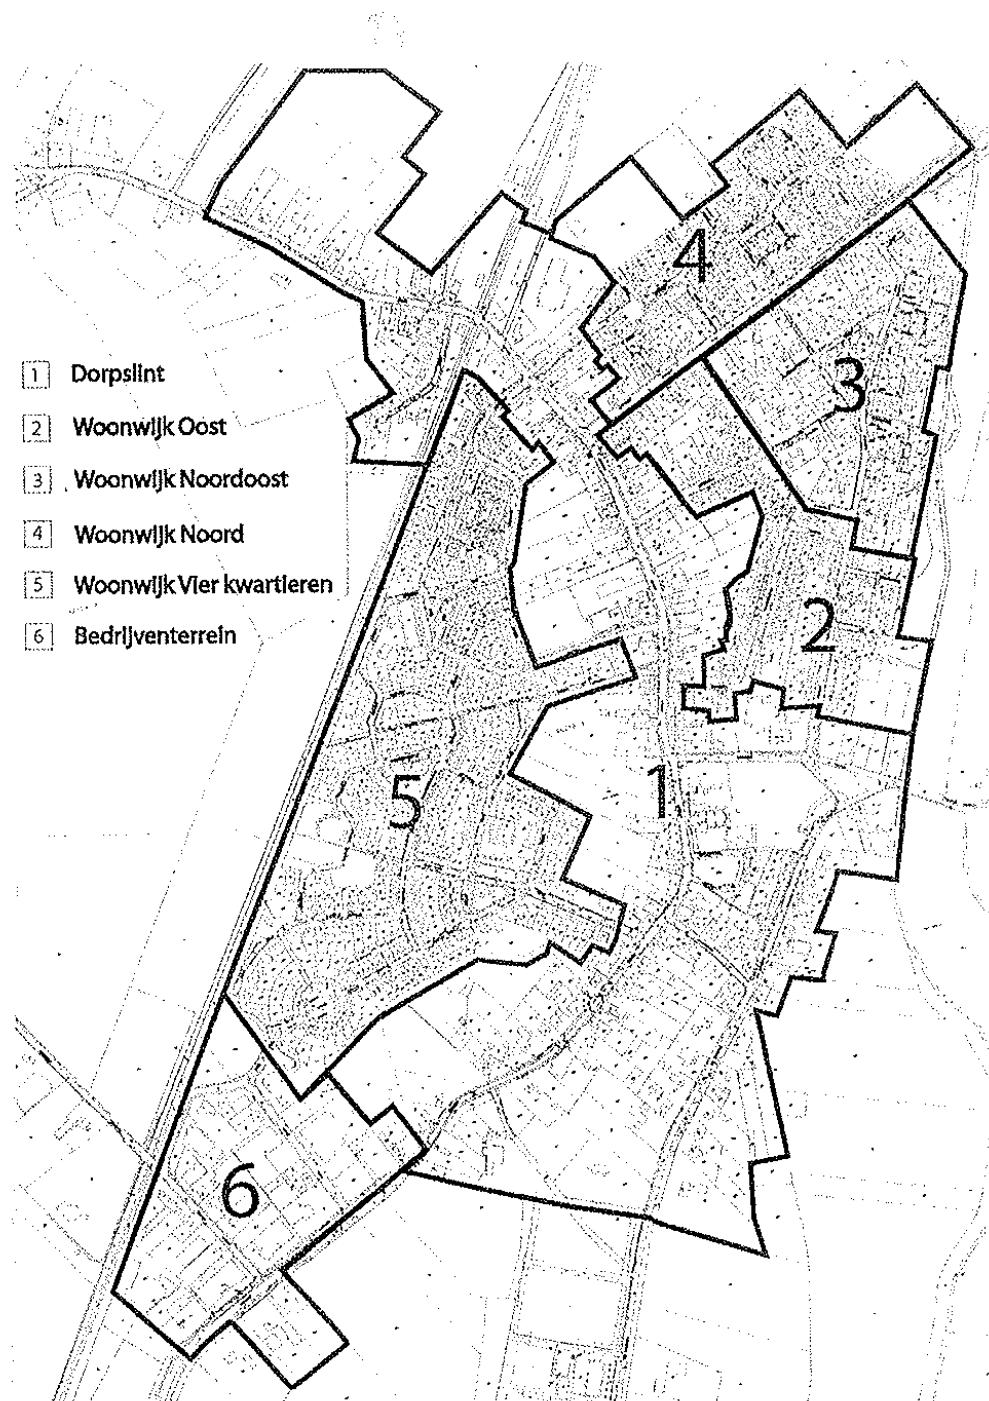 4
3
1 Dorpslint
2 Woonwijk Oost
3 Woonwijk Noordoost
4 Woonwijk Noord
5 Woonwijk Vier kwartieren
6 Bedrijventerrein
2
1
5
6